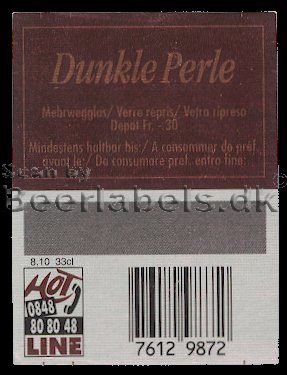 Dunkle Perle
Mehrwegglas/ Verre repris/ Vetro ripreso
Depot Fr. -.30
Mindestens haltbar bis:/ A consommer de préf.
avant le:/ Da consumare pref. entro fine:
Scan by
Beerlabels.dk
8.10 33cl
HOT
0848
80 80 48
LINE
7612 9872